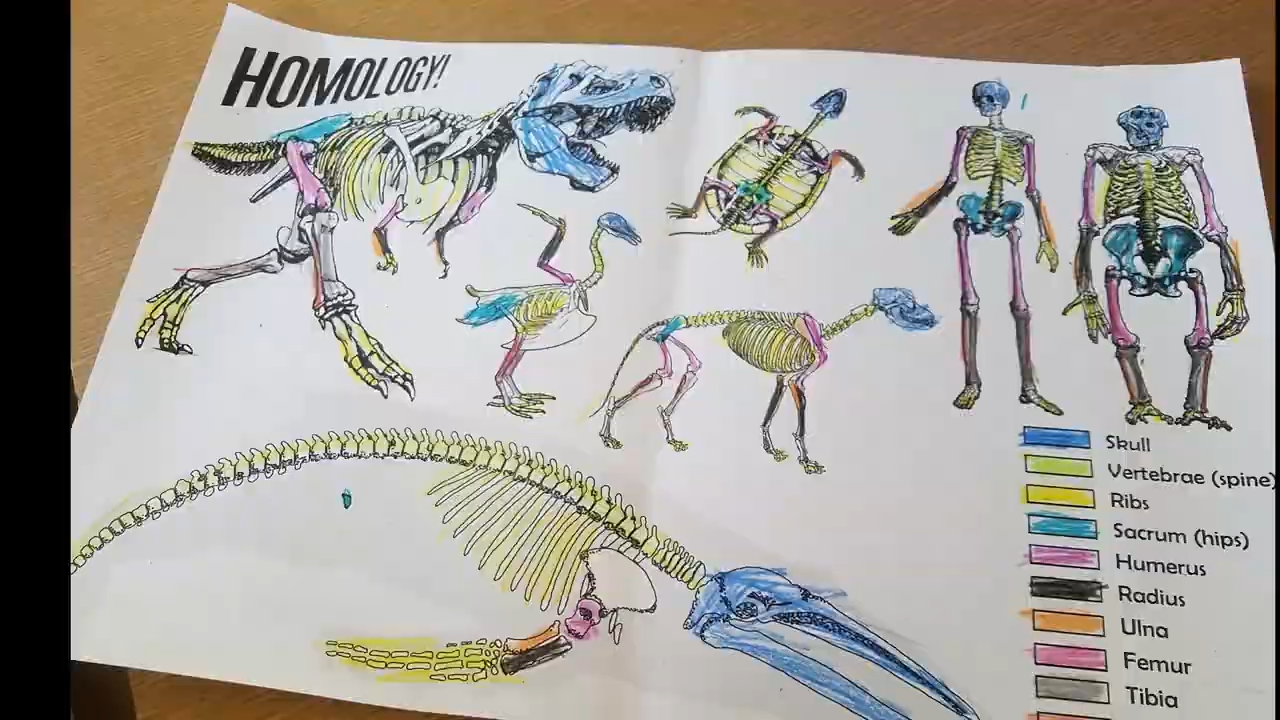 HOMOLOGY!
Skull
Vertebrae (spine)
Ribs
Sacrum (hips)
Humerus
Radius
Ulna
Femur
Tibia